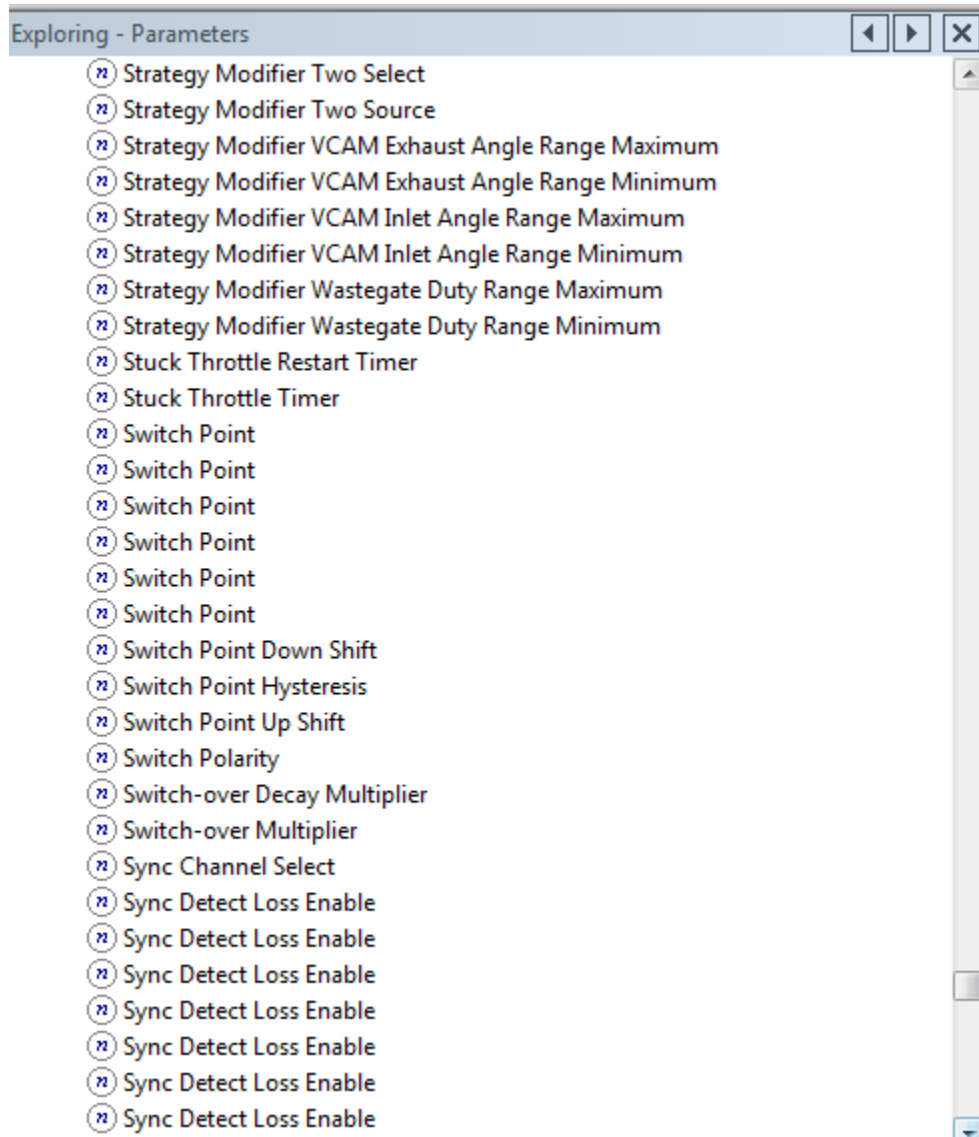 Exploring - Parameters
Strategy Modifier Two Select
Strategy Modifier Two Source
Strategy Modifier VCAM Exhaust Angle Range Maximum
Strategy Modifier VCAM Exhaust Angle Range Minimum
Strategy Modifier VCAM Inlet Angle Range Maximum
Strategy Modifier VCAM Inlet Angle Range Minimum
Strategy Modifier Wastegate Duty Range Maximum
Strategy Modifier Wastegate Duty Range Minimum
Stuck Throttle Restart Timer
Stuck Throttle Timer
Switch Point
Switch Point
Switch Point
Switch Point
Switch Point
Switch Point
Switch Point Down Shift
Switch Point Hysteresis
Switch Point Up Shift
Switch Polarity
Switch-over Decay Multiplier
Switch-over Multiplier
Sync Channel Select
Sync Detect Loss Enable
Sync Detect Loss Enable
Sync Detect Loss Enable
Sync Detect Loss Enable
Sync Detect Loss Enable
Sync Detect Loss Enable
Sync Detect Loss Enable